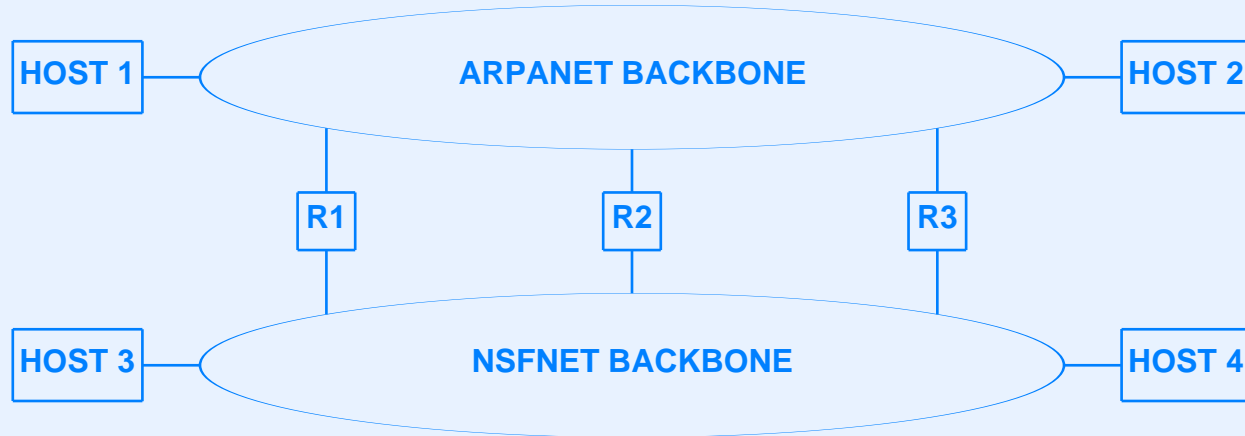 HOST 1
ARPANET BACKBONE
HOST 2
R1
R2
R3
HOST 3
NSFNET BACKBONE
HOST 4